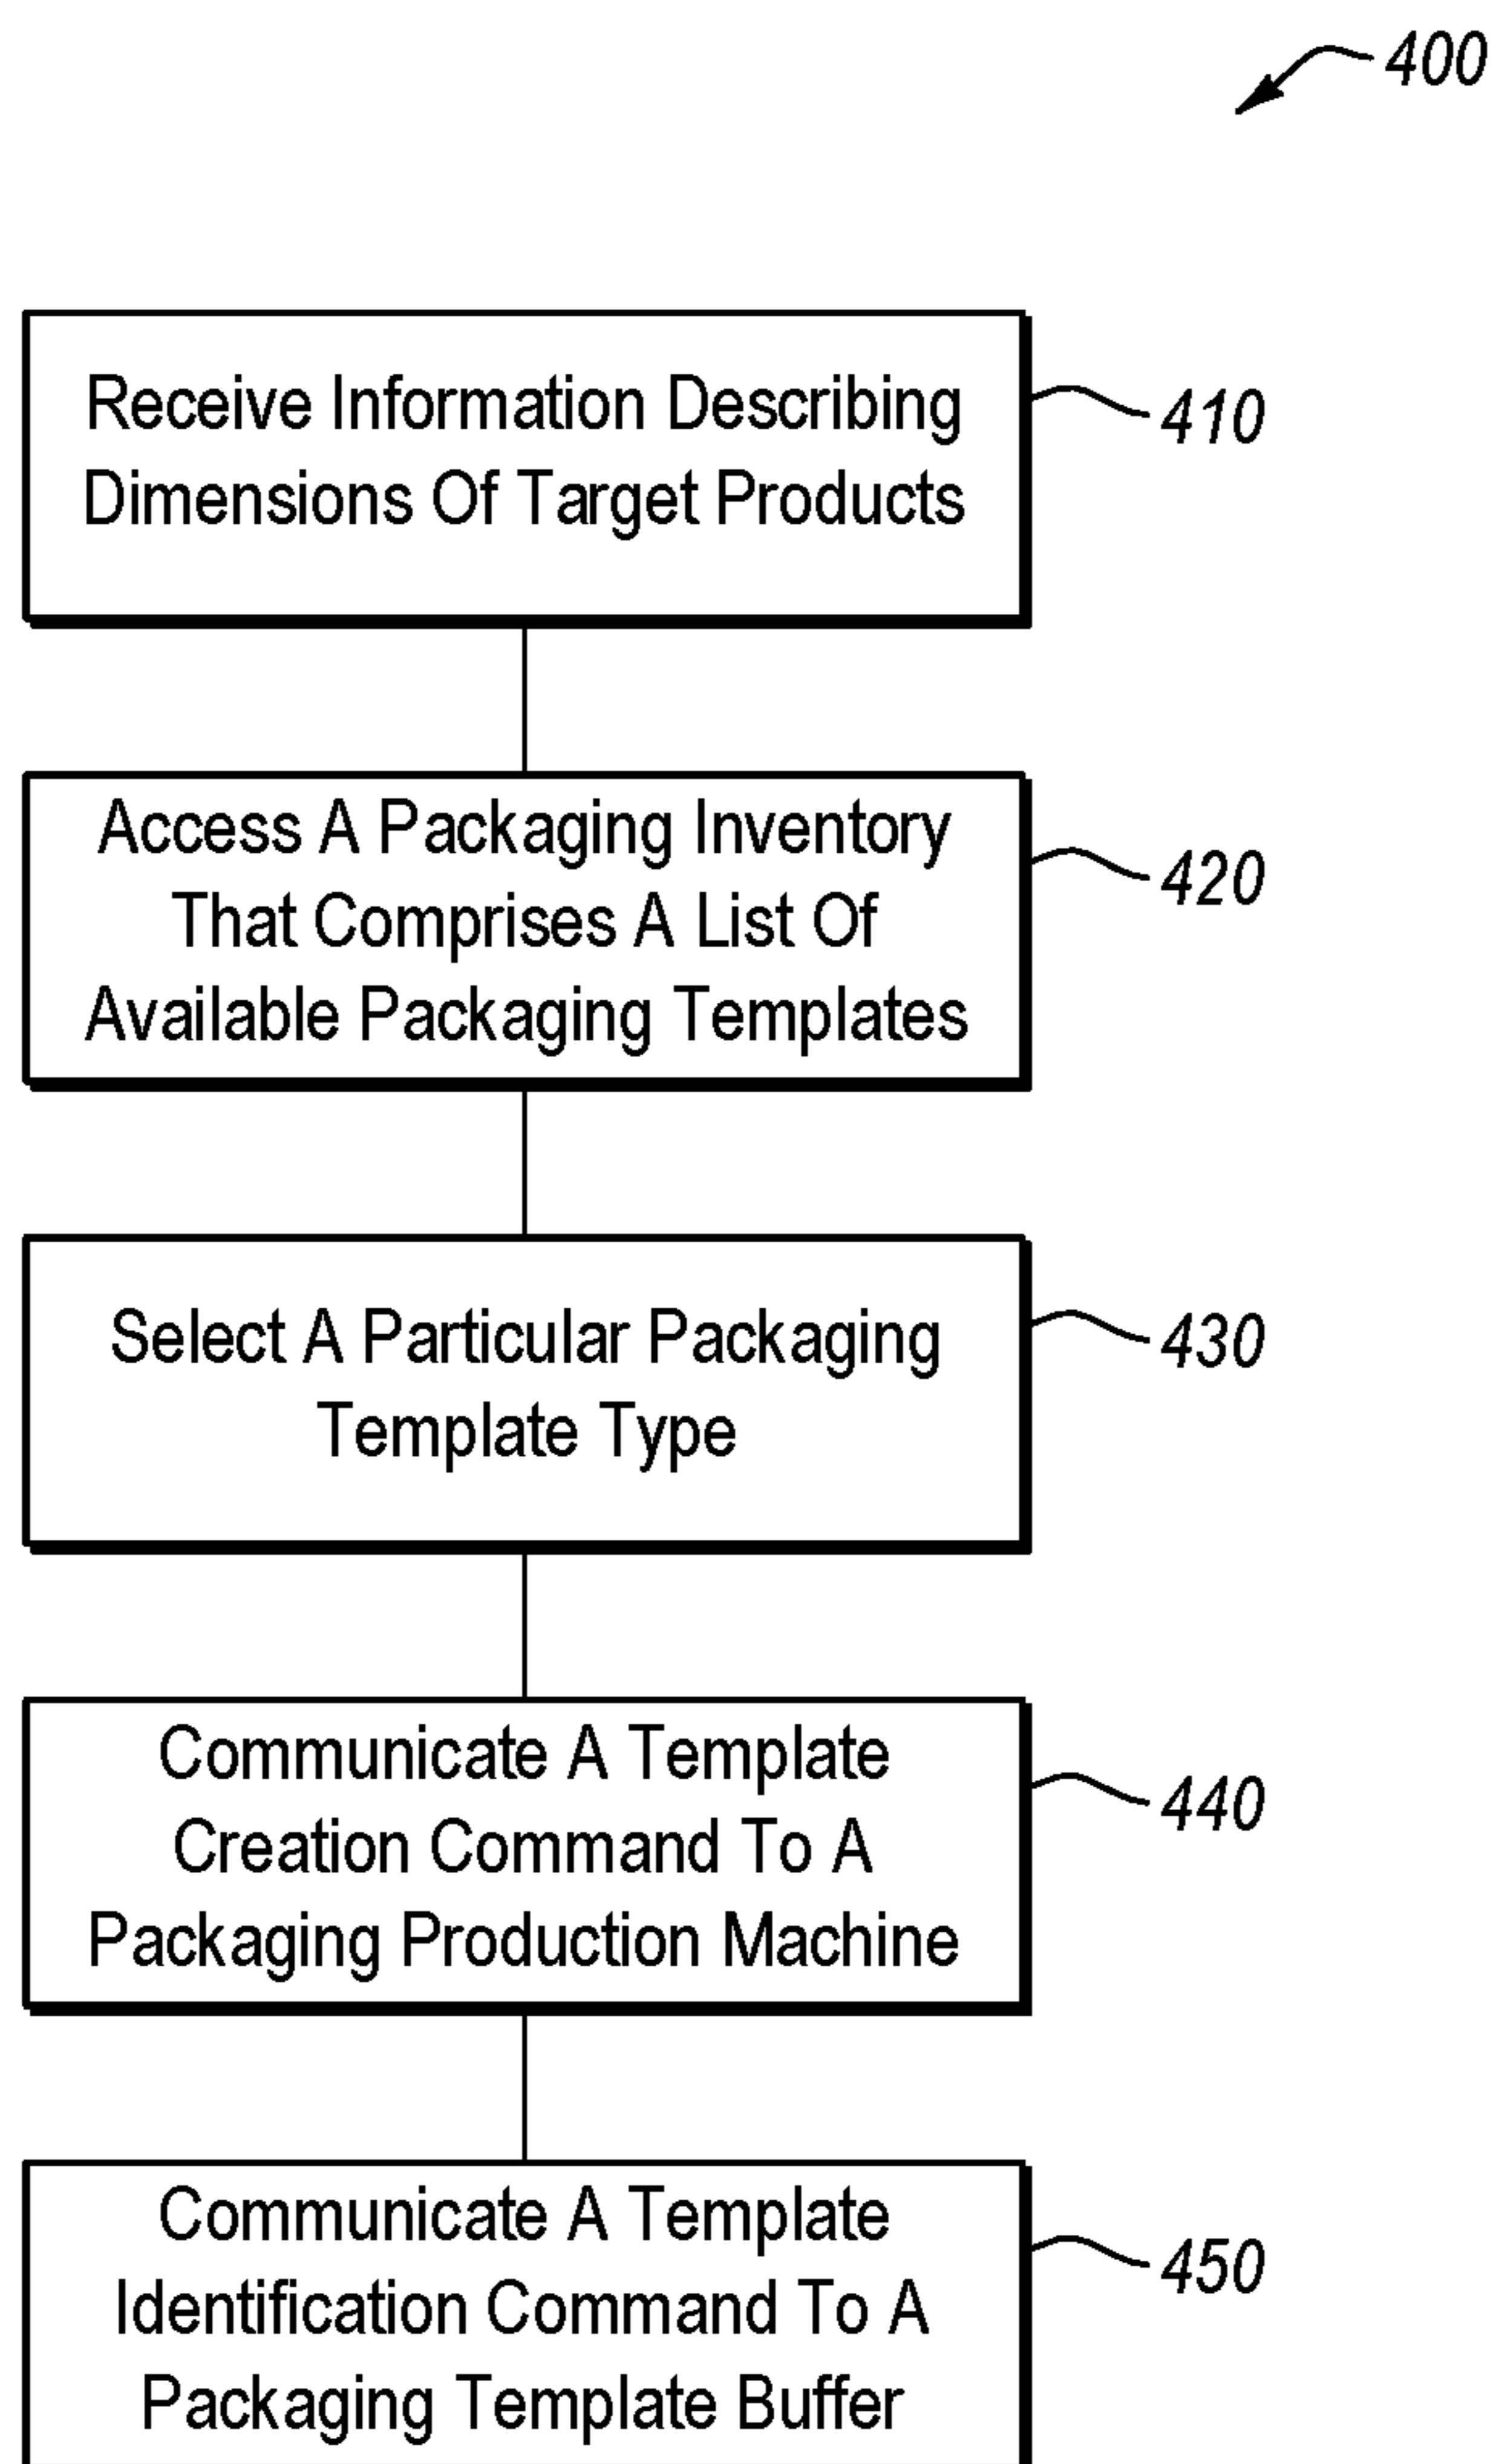 400
Receive Information Describing
Dimensions Of Target Products
410
Access A Packaging Inventory
That Comprises A List Of
Available Packaging Templates
420
Select A Particular Packaging
Template Type
430
Communicate A Template
Creation Command To A
Packaging Production Machine
440
Communicate A Template
Identification Command To A
Packaging Template Buffer
450